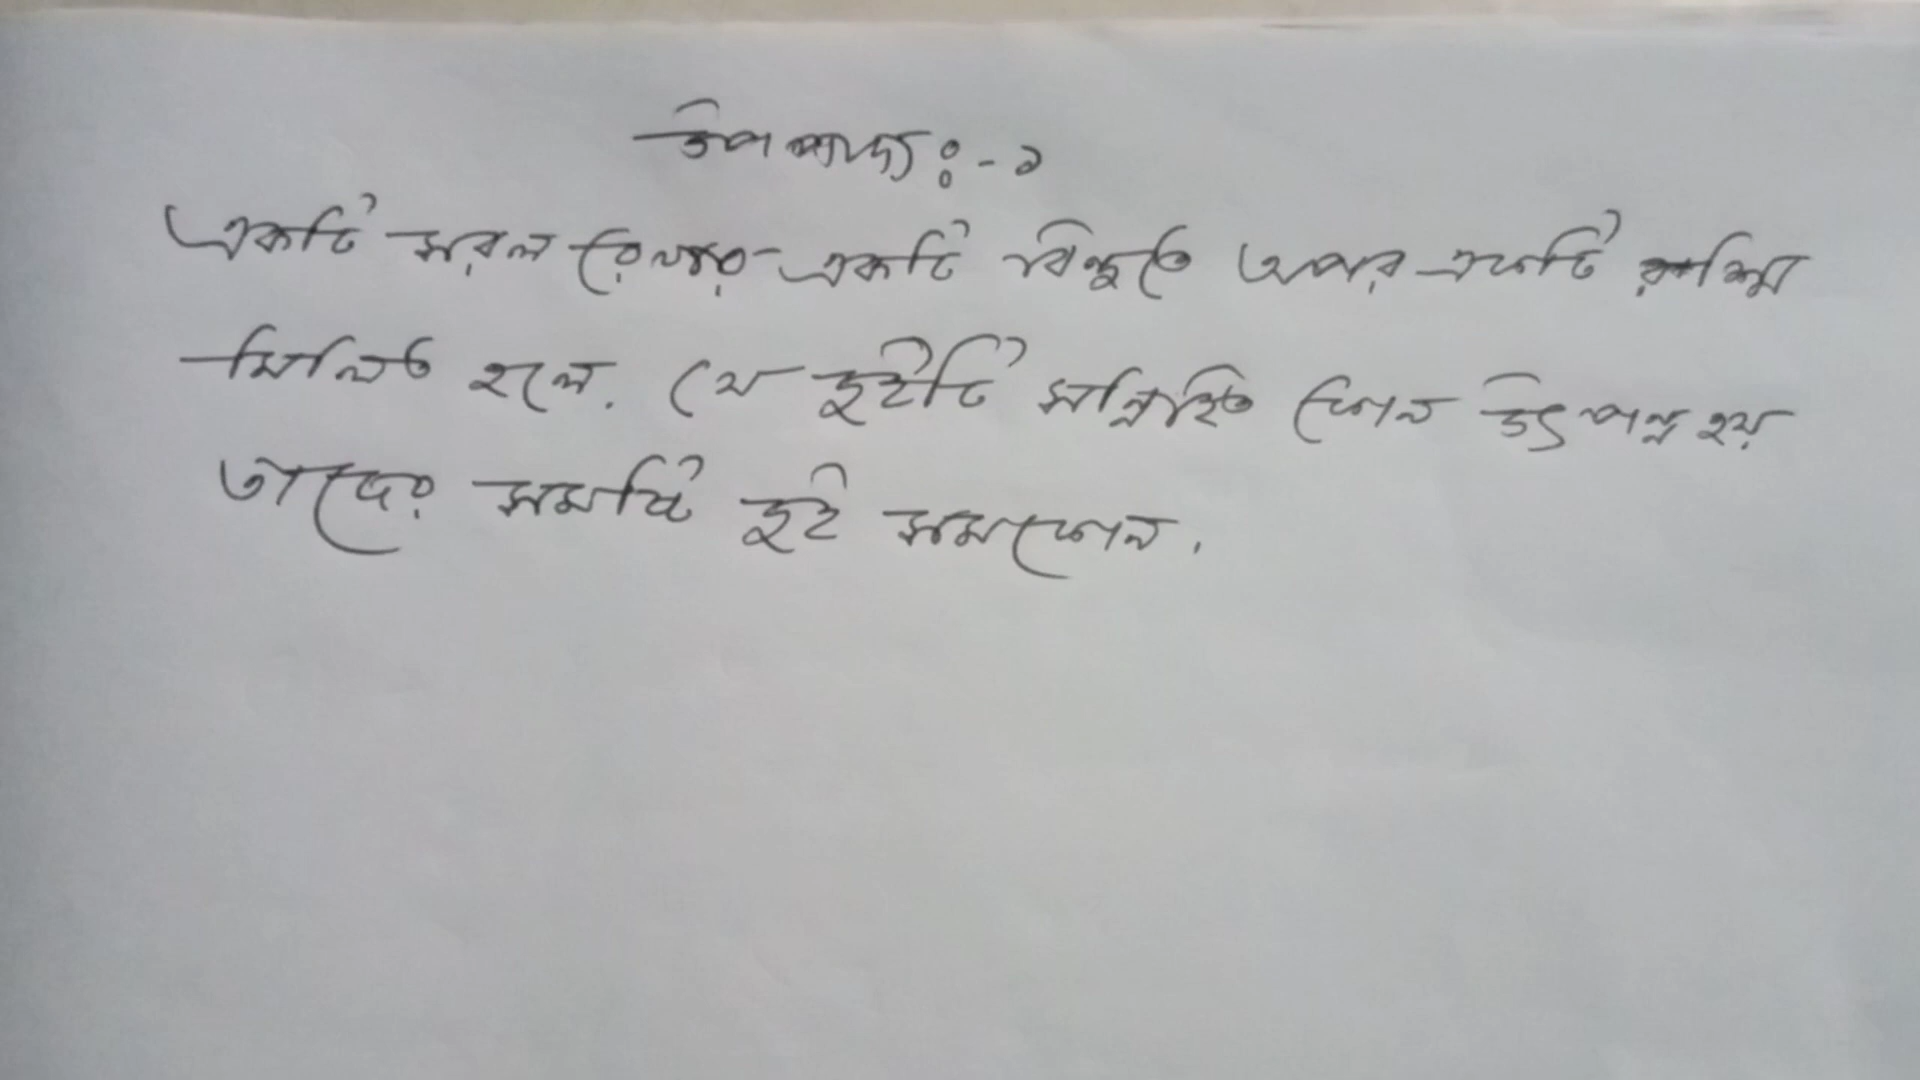 উপপাদ্যঃ- ১
একটি সরল রেখার একটি বিন্দুতে অপর একটি রশ্মি
মিলিত হলে, যে দুইটি সন্নিহিত কোন উৎপন্ন হয়
তাদের সমষ্টি দুই সমকোন।